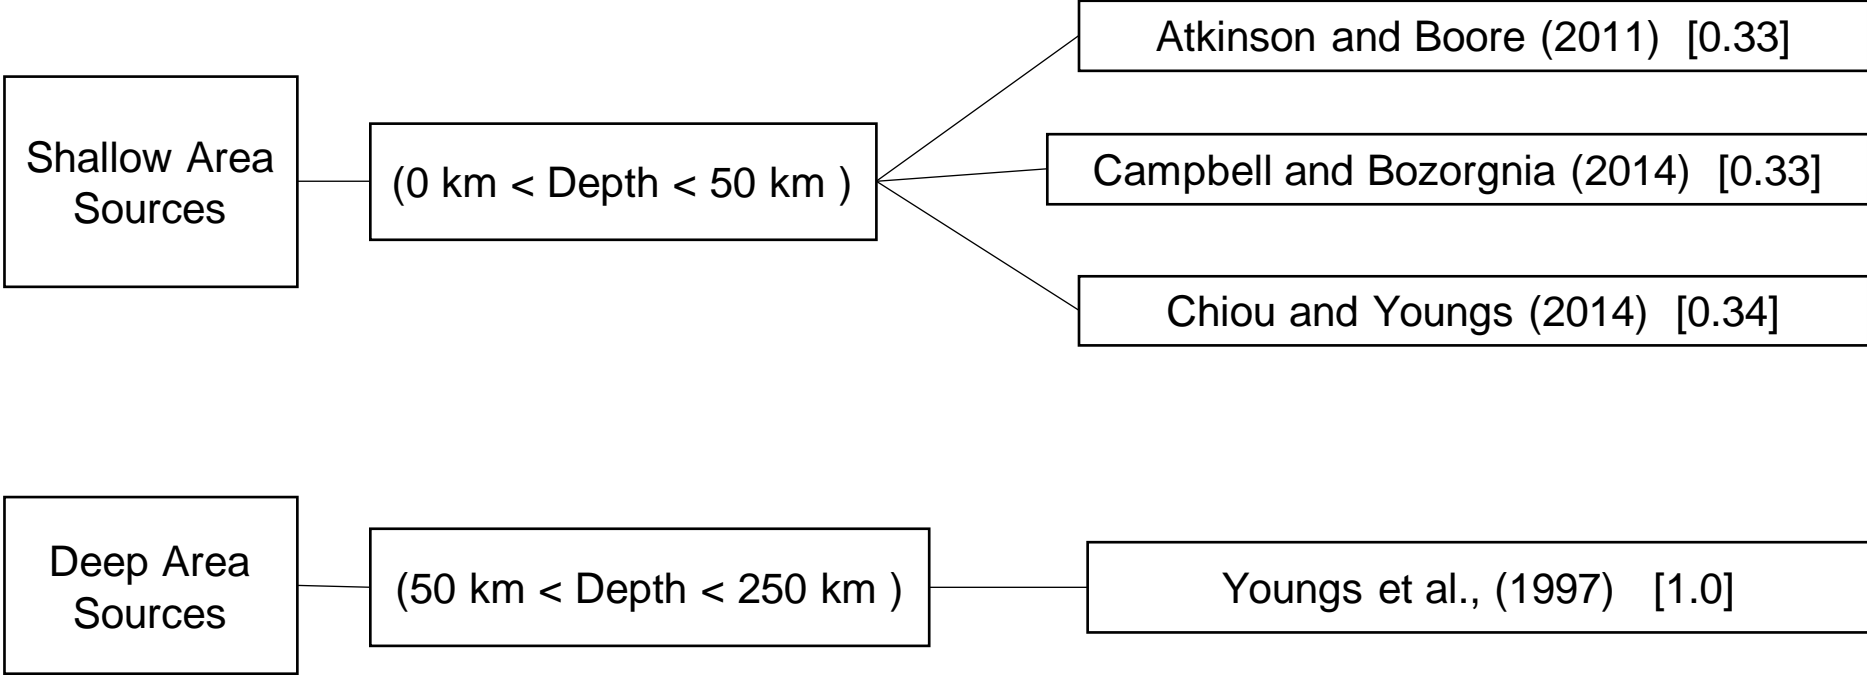 Shallow Area
Sources
(0 km < Depth < 50 km )
Atkinson and Boore (2011) [0.33]
Campbell and Bozorgnia (2014) [0.33]
Chiou and Youngs (2014) [0.34]
Deep Area
Sources
(50 km < Depth < 250 km )
Youngs et al., (1997) [1.0]